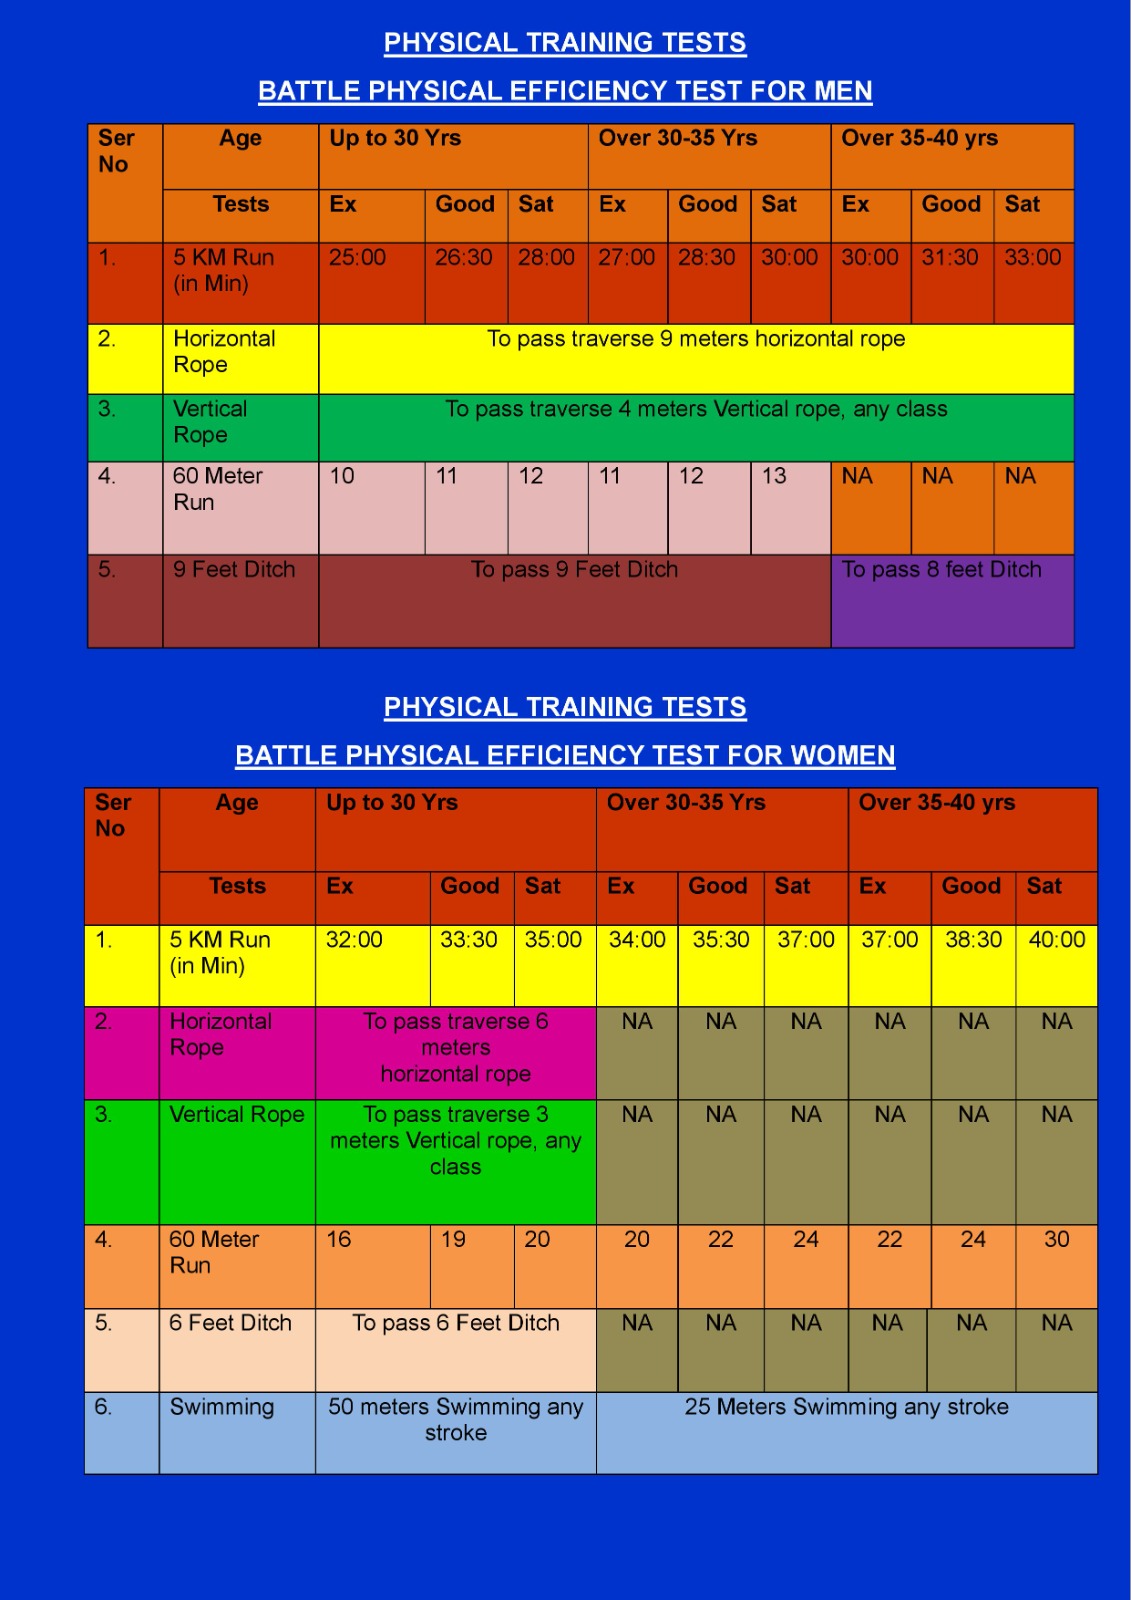 PHYSICAL TRAINING TESTS
BATTLE PHYSICAL EFFICIENCY TEST FOR MEN
Ser No Age Up to 30 Yrs Over 30-35 Yrs Over 35-40 yrs
Tests Ex Good Sat Ex Good Sat Ex Good Sat
1. 5 KM Run 25:00 26:30 28:00 27:00 28:30 30:00 30:00 31:30 33:00
(in Min)
2. Horizontal To pass traverse 9 meters horizontal rope
Rope
3. Vertical To pass traverse 4 meters Vertical rope, any class
Rope
4. 60 Meter 10 11 12 11 12 13 NA NA NA
Run
5. 9 Feet Ditch To pass 9 Feet Ditch To pass 8 feet Ditch
PHYSICAL TRAINING TESTS
BATTLE PHYSICAL EFFICIENCY TEST FOR WOMEN
Ser No Age Up to 30 Yrs Over 30-35 Yrs Over 35-40 yrs
Tests Ex Good Sat Ex Good Sat Ex Good Sat
1. 5 KM Run 32:00 33:30 35:00 34:00 35:30 37:00 37:00 38:30 40:00
(in Min)
2. Horizontal To pass traverse 6 NA NA NA NA NA NA
Rope meters
horizontal rope
3. Vertical Rope To pass traverse 3 NA NA NA NA NA NA
meters Vertical rope, any
class
4. 60 Meter 16 19 20 20 22 24 22 24 30
Run
5. 6 Feet Ditch To pass 6 Feet Ditch NA NA NA NA NA NA
6. Swimming 50 meters Swimming any 25 Meters Swimming any stroke
stroke